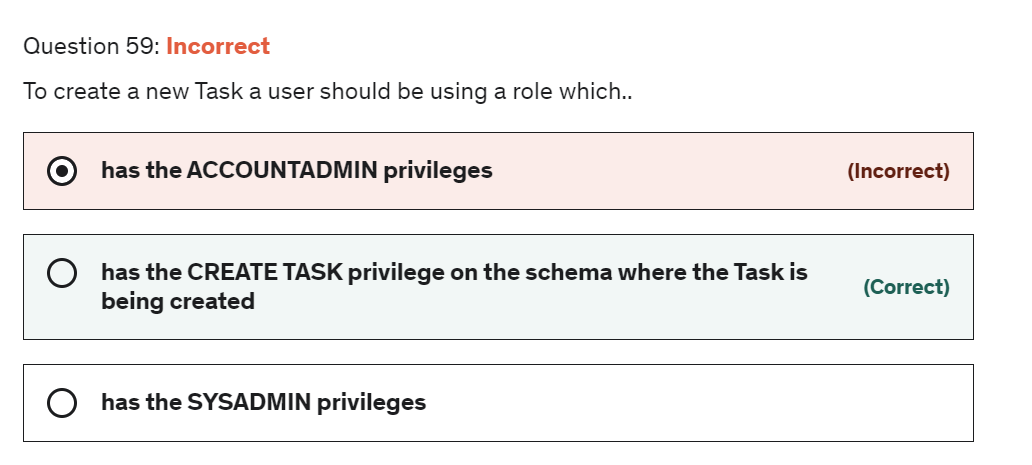 Question 59: Incorrect
To create a new Task a user should be using a role which..
has the ACCOUNTADMIN privileges (Incorrect)
has the CREATE TASK privilege on the schema where the Task is
being created
(Correct)
has the SYSADMIN privileges